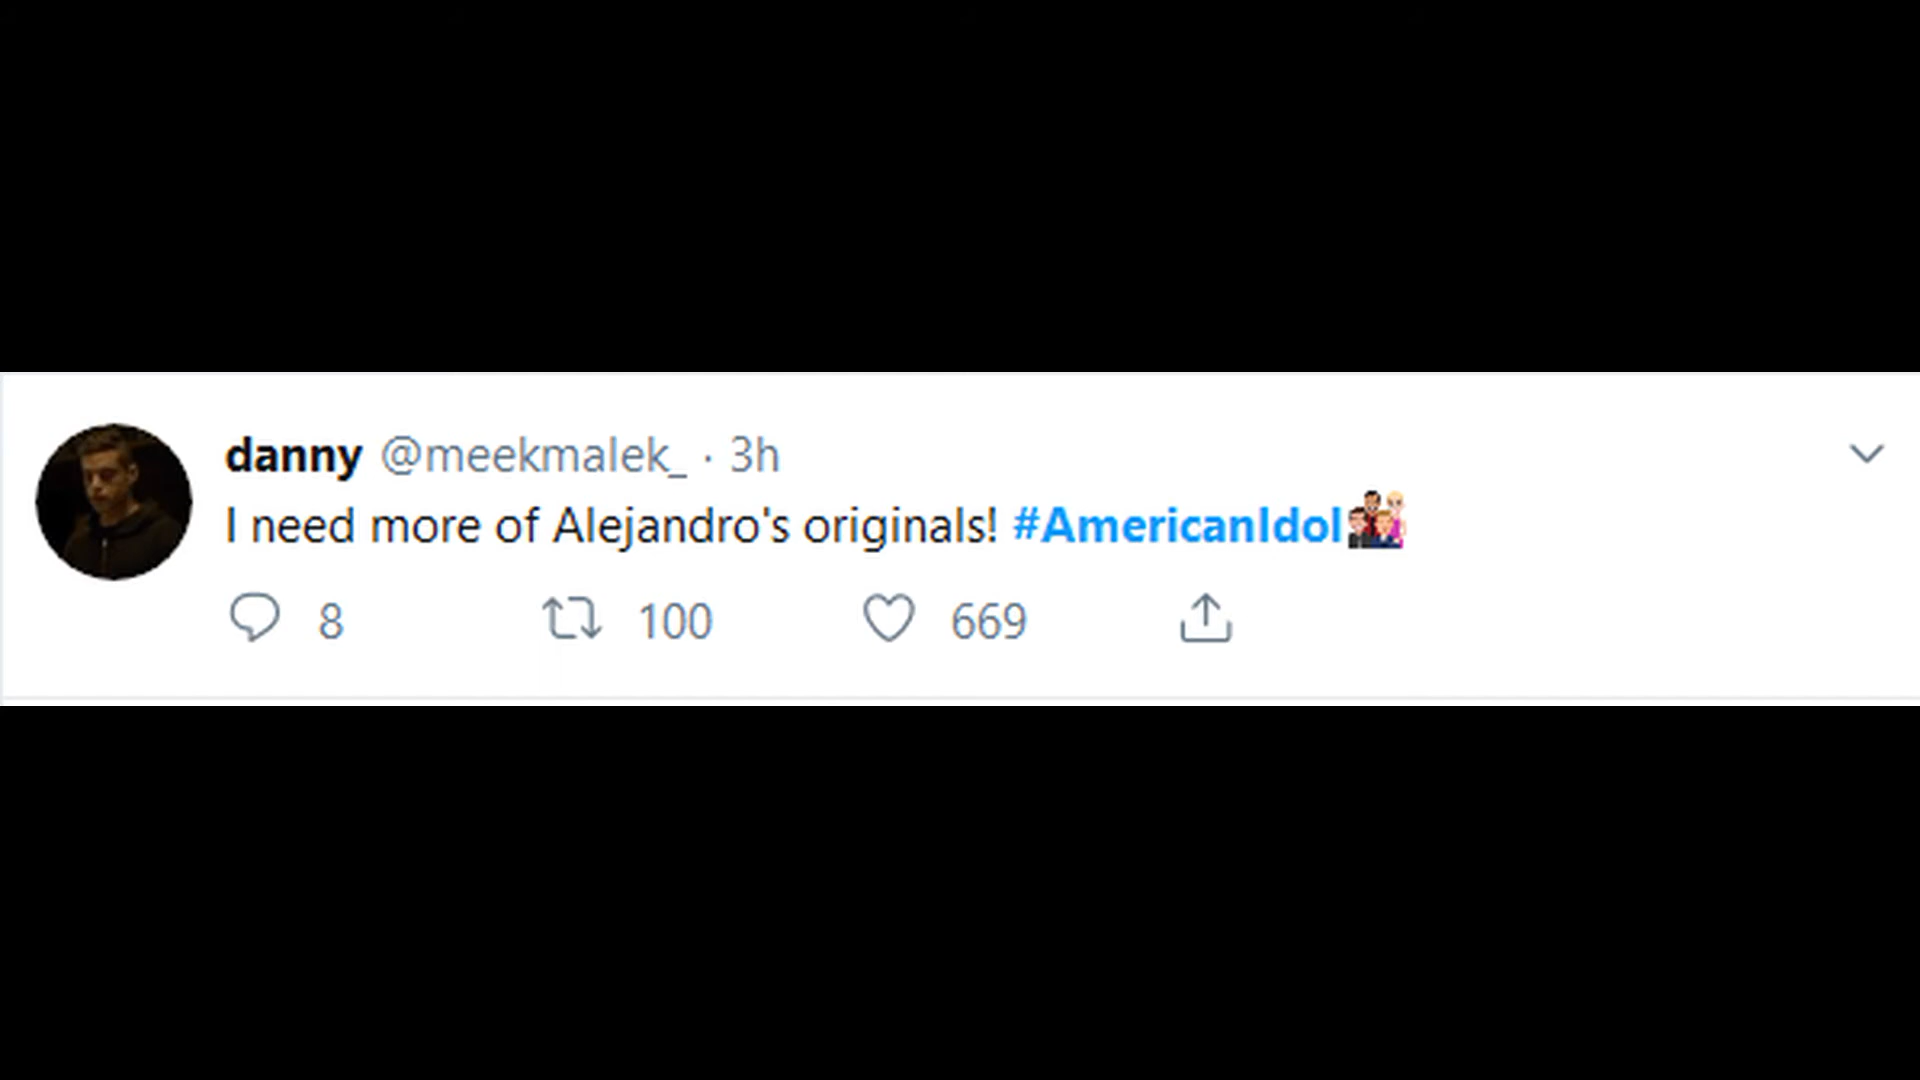 danny @meekmalek_ · 3h
I need more of Alejandro's originals! #AmericanIdol
8 100 669